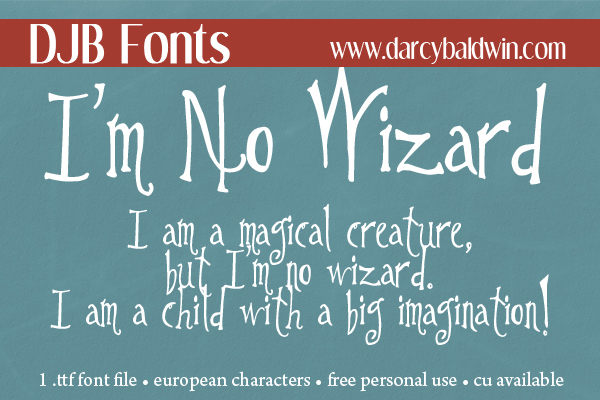 DJB Fonts www.darcybaldwin.com
I'm No Wizard
I am a magical creature,
but I'm no wizard.
I am a child with a big imagination!
1 .ttf font file • european characters • free personal use • cu available